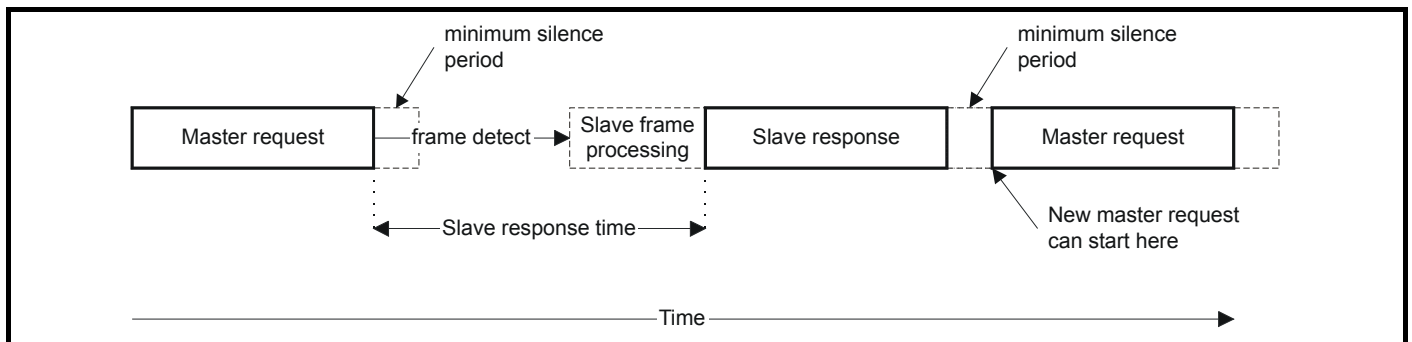 minimum silence
period
minimum silence
period
Master request
frame detect
Slave frame
processing
Slave response
Master request
Slave response time
New master request
can start here
Time